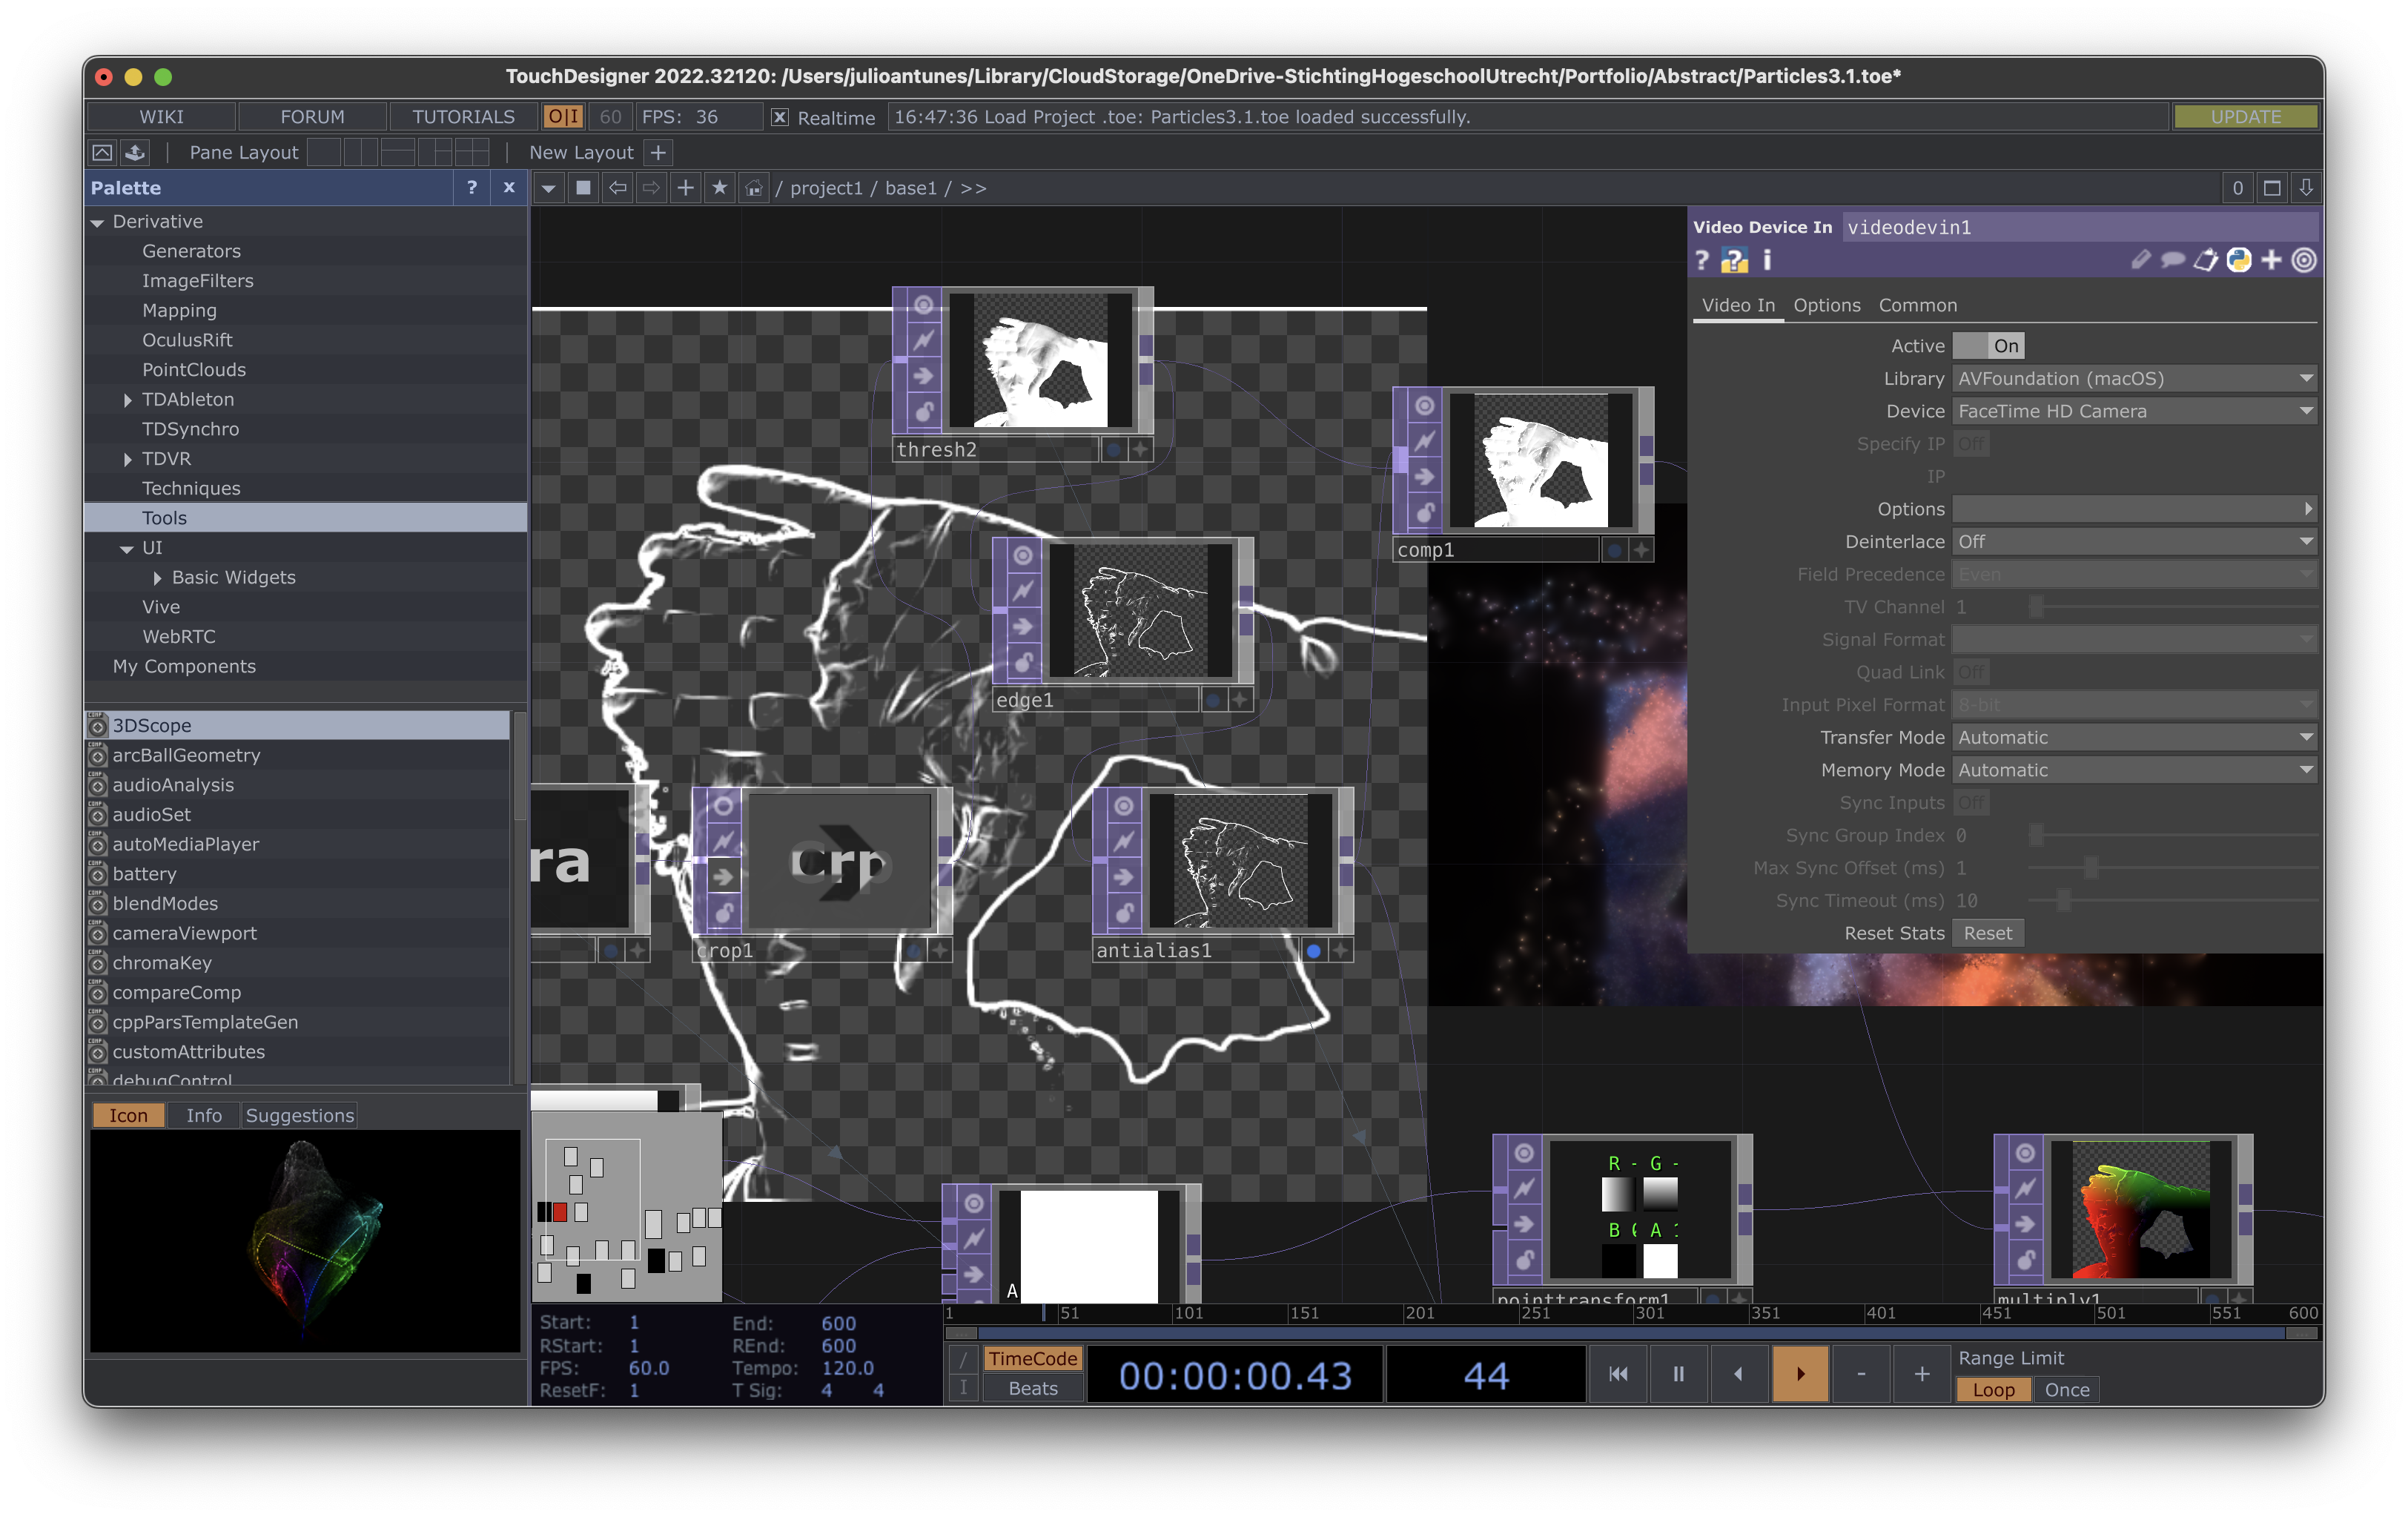 TouchDesigner 2022.32120: /Users/julioantunes/Library/CloudStorage/OneDrive-StichtingHogeschoolUtrecht/Portfolio/Abstract/Particles3.1.toe*
WIKI FORUM TUTORIALS O|I 60 FPS: 36 Realtime 16:47:36 Load Project .toe: Particles3.1.toe loaded successfully. UPDATE
Pane Layout New Layout +
Palette ? x
/ project1 / base1 / >> 0
Derivative
Generators
ImageFilters
Mapping
OculusRift
PointClouds
TDAbleton
TDSynchro
TDVR
Techniques
Tools
UI
Basic Widgets
Vive
WebRTC
My Components
3DScope
arcBallGeometry
audioAnalysis
audioSet
autoMediaPlayer
battery
blendModes
cameraViewport
chromaKey
compareComp
cppParsTemplateGen
customAttributes
debugControl
Icon Info Suggestions
thresh2
comp1
edge1
ra
Crp
crop1
antialias1
A
R - G -
B A
pointtransform1
multiply1
Video Device In videodevin1
? ? i
Video In Options Common
Active On
Library AVFoundation (macOS)
Device FaceTime HD Camera
Specify IP Off
IP
Options
Deinterlace Off
Field Precedence Even
TV Channel 1
Signal Format
Quad Link Off
Input Pixel Format 8-bit
Transfer Mode Automatic
Memory Mode Automatic
Sync Inputs Off
Sync Group Index 0
Max Sync Offset (ms) 1
Sync Timeout (ms) 10
Reset Stats Reset
1 51 101 151 201 251 301 351 401 451 501 551 600
Start: 1 End: 600
RStart: 1 REnd: 600
FPS: 60.0 Tempo: 120.0
ResetF: 1 T Sig: 4 4
/ TimeCode
I Beats
00:00:00.43 44
- +
Range Limit
Loop Once